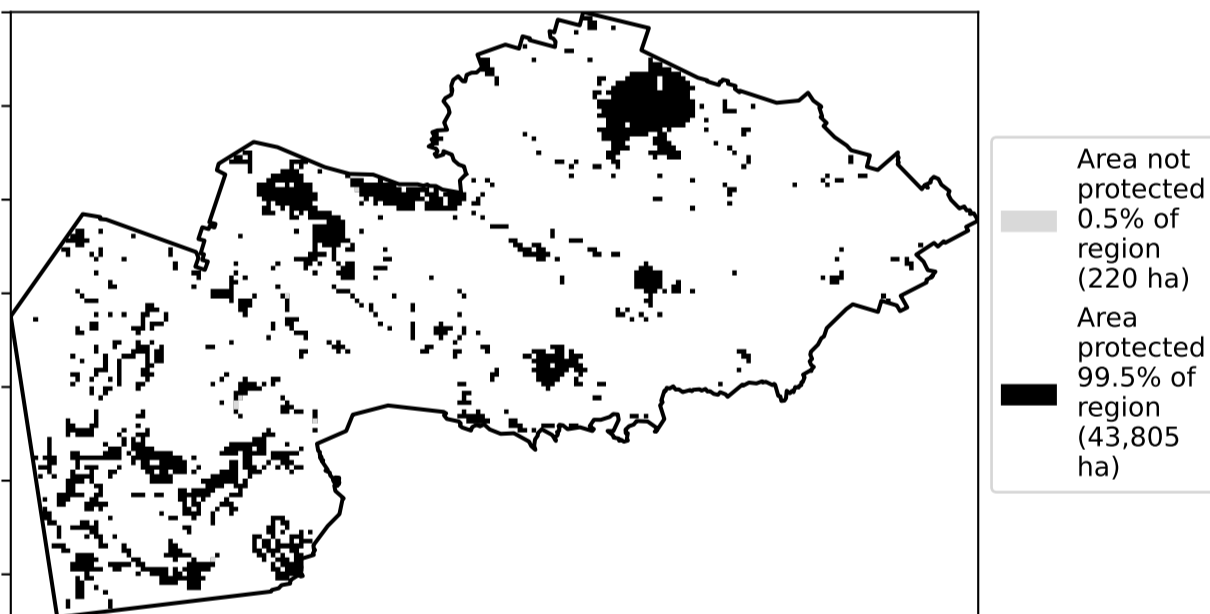 Area not
protected
0.5% of
region
(220 ha)
Area
protected
99.5% of
region
(43,805
ha)